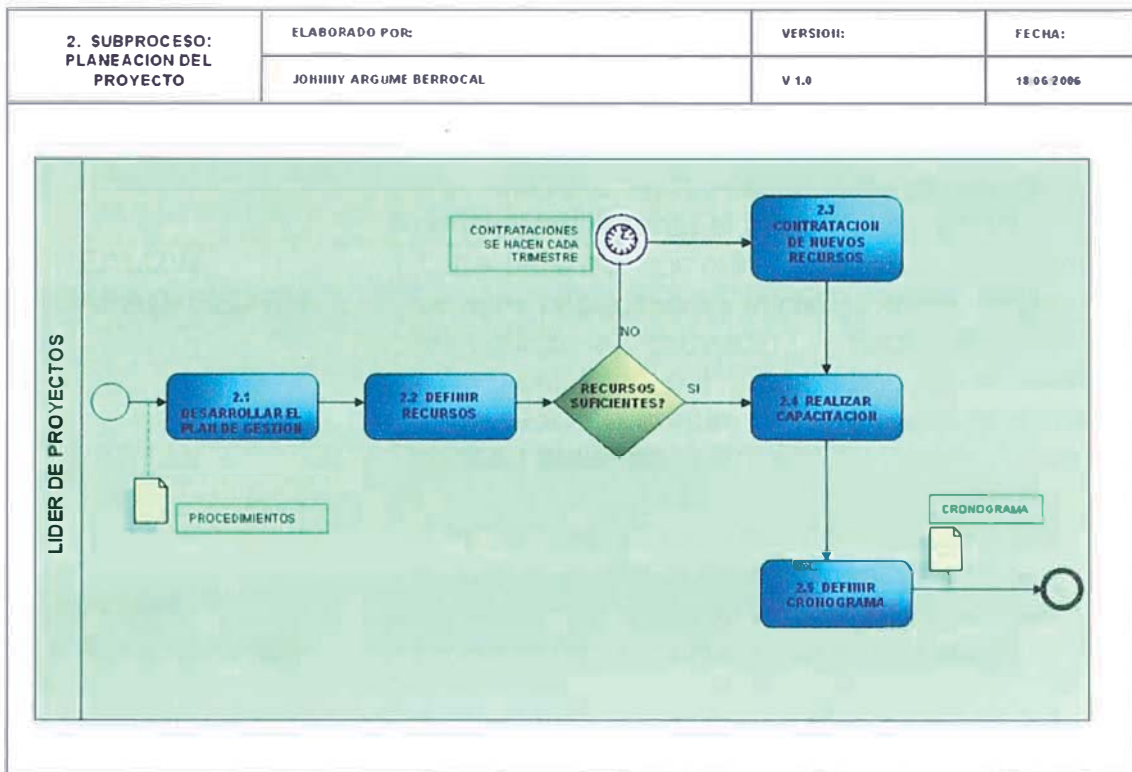 2. SUBPROCESO:
PLANEACION DEL
PROYECTO
ELABORADO POR:
VERSION:
FECHA:
JOHNNY ARGUME BERROCAL
V 1.0
18 06 2006
LIDER DE PROYECTOS
CONTRATACIONES
SE HACEN CADA
TRIMESTRE
2.3
CONTRATACION
DE NUEVOS
RECURSOS
NO
2.1
DESARROLLAR EL
PLAN DE GESTION
2.2 DEFINIR
RECURSOS
RECURSOS
SUFICIENTES?
SI
2.4 REALIZAR
CAPACITACION
PROCEDIMIENTOS
CRONOGRAMA
2.5 DEFINIR
CRONOGRAMA